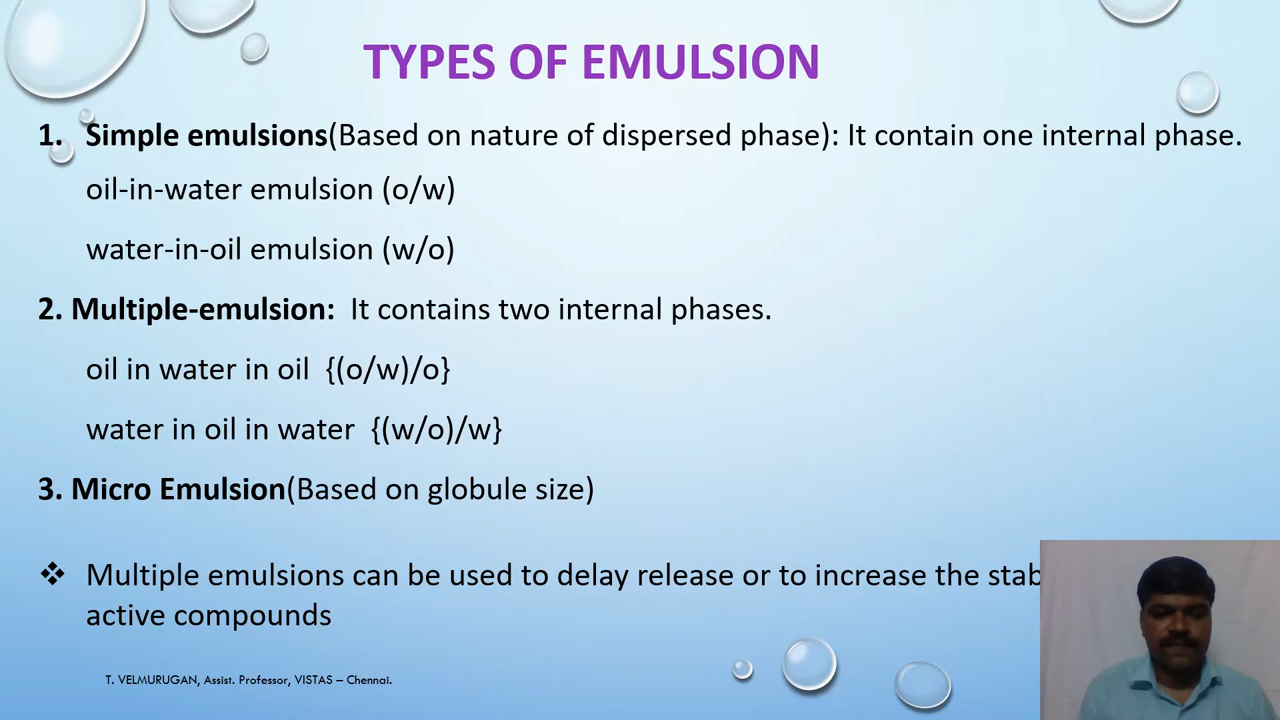 TYPES OF EMULSION
1. Simple emulsions(Based on nature of dispersed phase): It contain one internal phase.
oil-in-water emulsion (o/w)
water-in-oil emulsion (w/o)
2. Multiple-emulsion: It contains two internal phases.
oil in water in oil {(o/w)/o}
water in oil in water {(w/o)/w}
3. Micro Emulsion(Based on globule size)
❖ Multiple emulsions can be used to delay release or to increase the
active compounds
T. VELMURUGAN, Assist. Professor, VISTAS – Chennai.